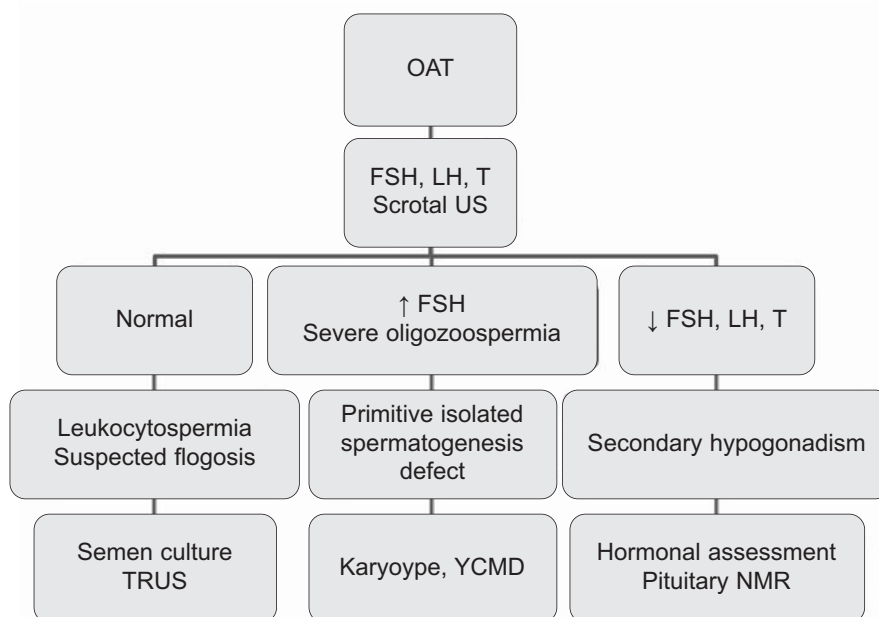 OAT
FSH, LH, T
Scrotal US
Normal
↑ FSH
Severe oligozoospermia
↓ FSH, LH, T
Leukocytospermia
Suspected flogosis
Primitive isolated
spermatogenesis
defect
Secondary hypogonadism
Semen culture
TRUS
Karyoype, YCMD
Hormonal assessment
Pituitary NMR